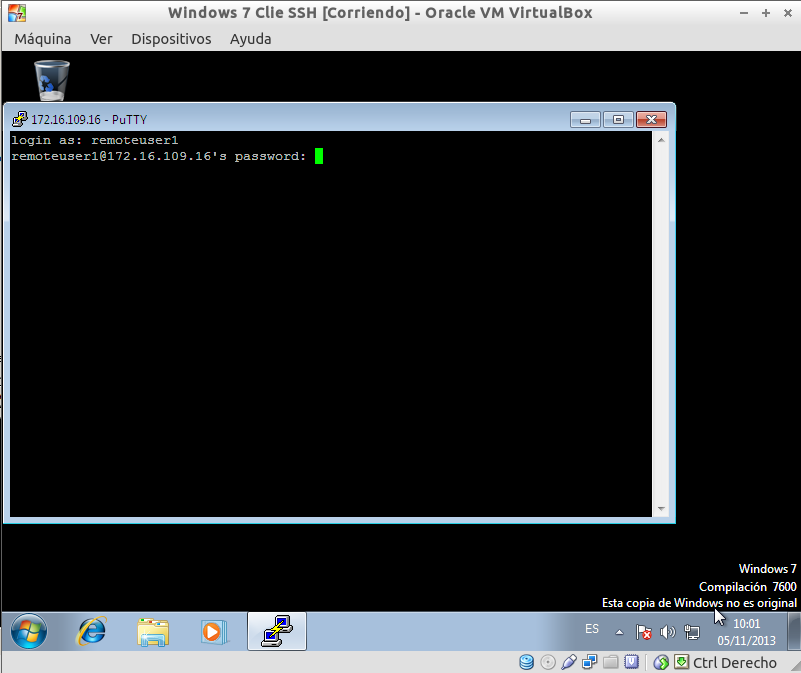 Windows 7 Clie SSH [Corriendo] - Oracle VM VirtualBox
Máquina Ver Dispositivos Ayuda
172.16.109.16 - PuTTY
login as: remoteuser1
remoteuser1@172.16.109.16's password:
Windows 7
Compilación 7600
Esta copia de Windows no es original
ES
10:01
05/11/2013
Ctrl Derecho